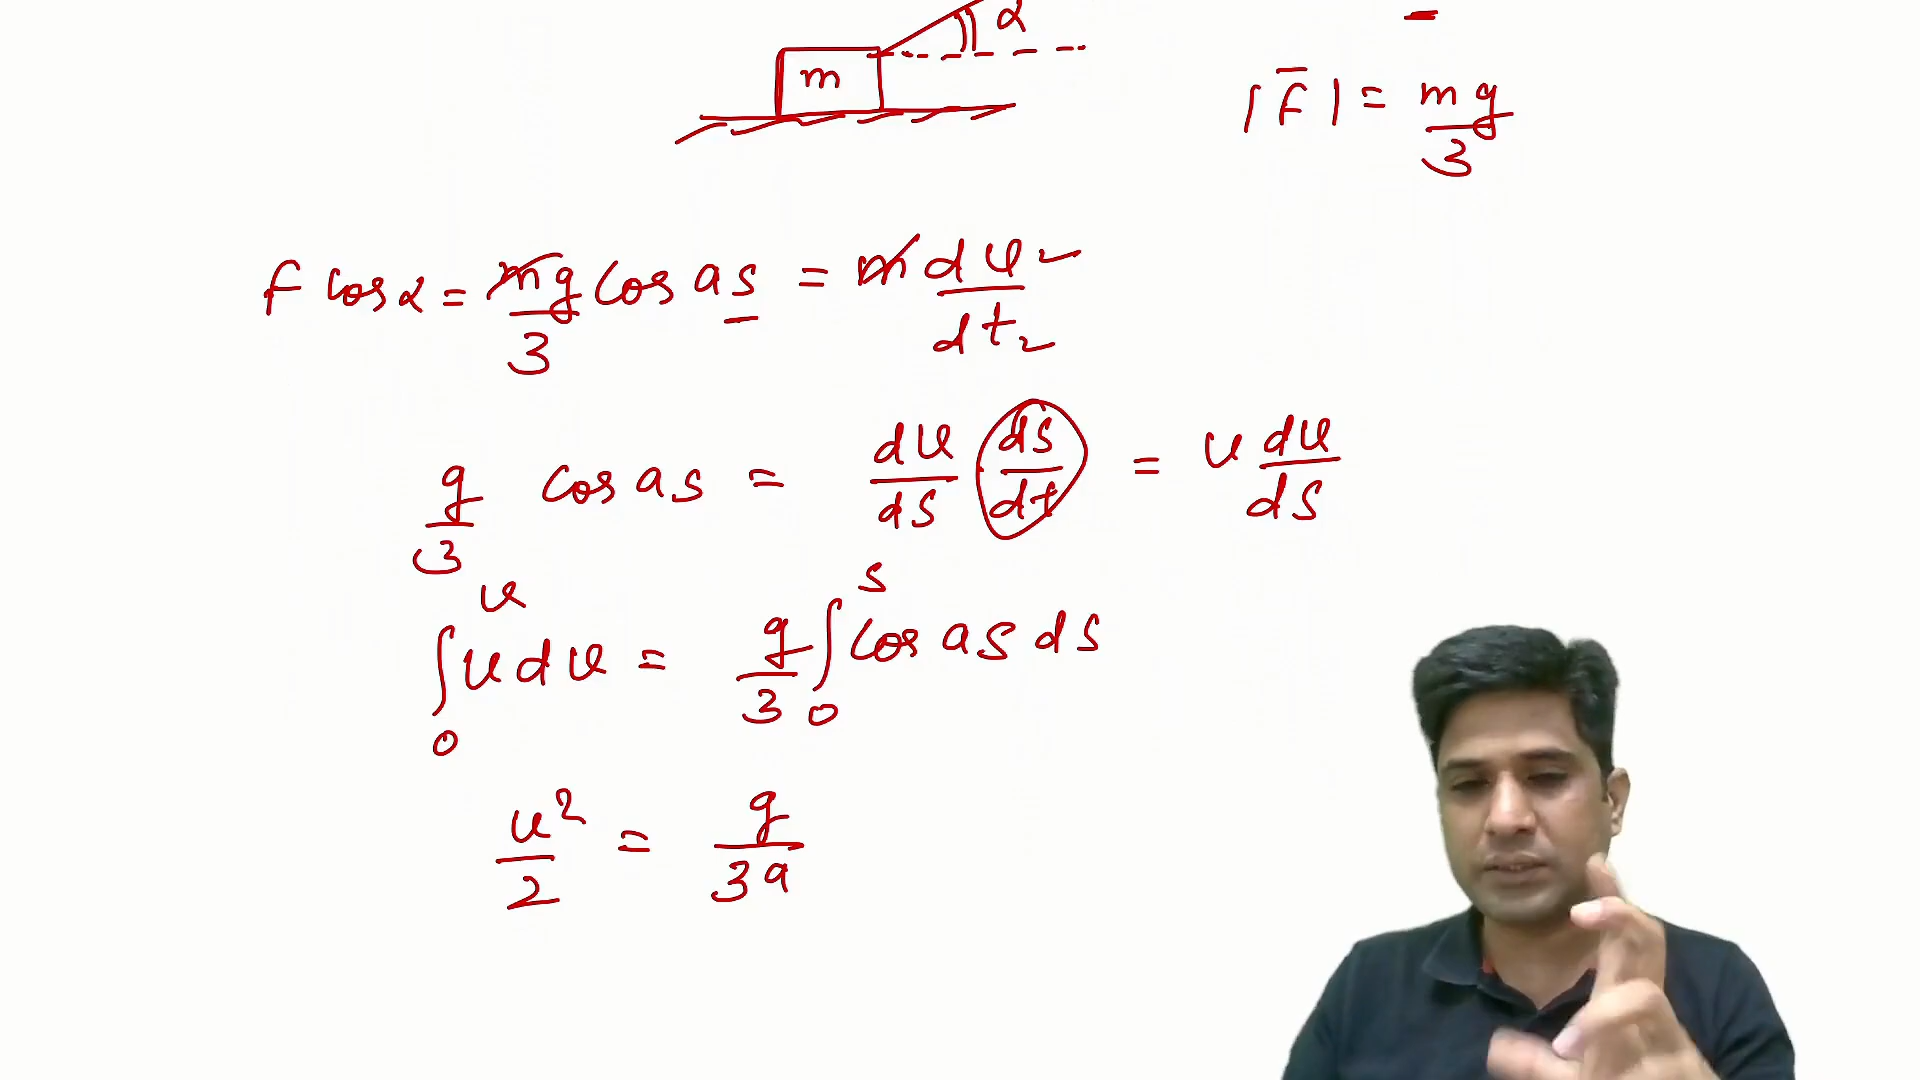 α
m
|F̅| = mg/3
F cos α = mg/3 cos as = m du/dt
g/3 cos as = du/ds ds/dt = u du/ds
∫₀ᵘ u du = g/3 ∫₀ˢ cos as ds
u²/2 = g/3a